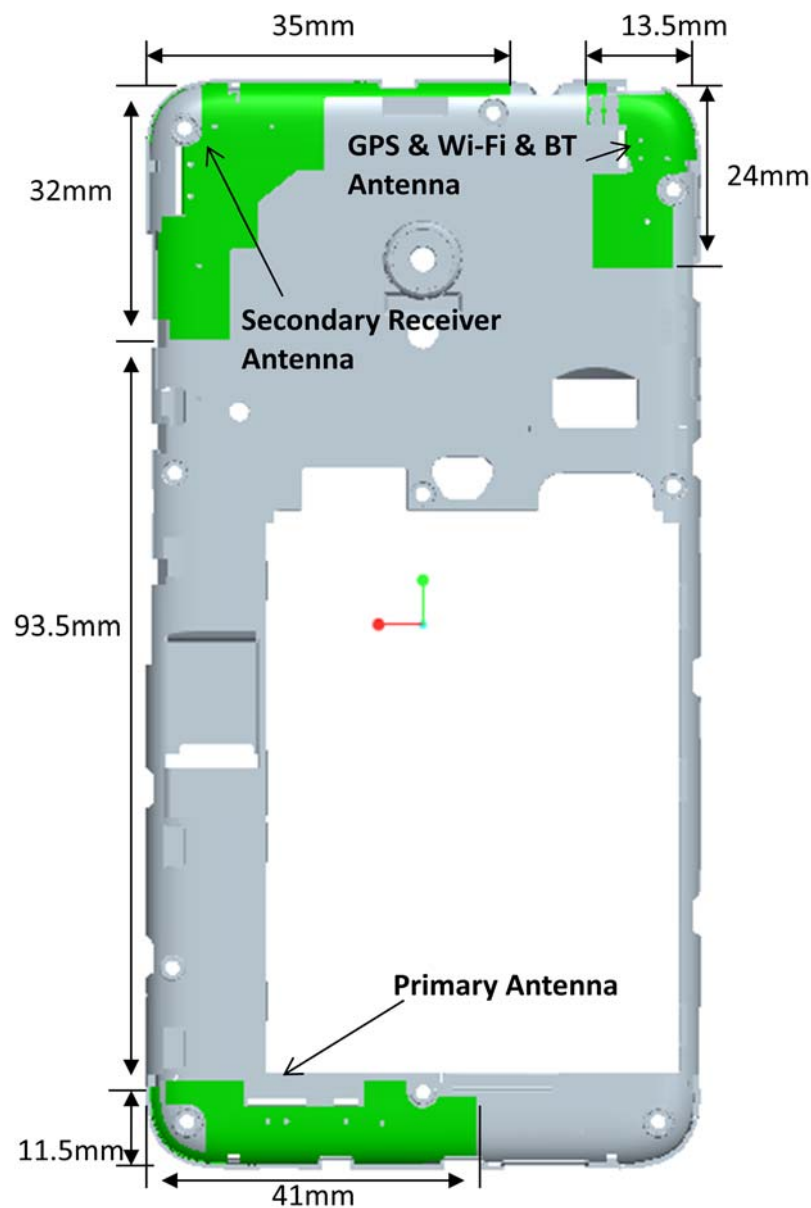 35mm
13.5mm
GPS & Wi-Fi & BT
Antenna
32mm
24mm
Secondary Receiver
Antenna
93.5mm
Primary Antenna
11.5mm
41mm